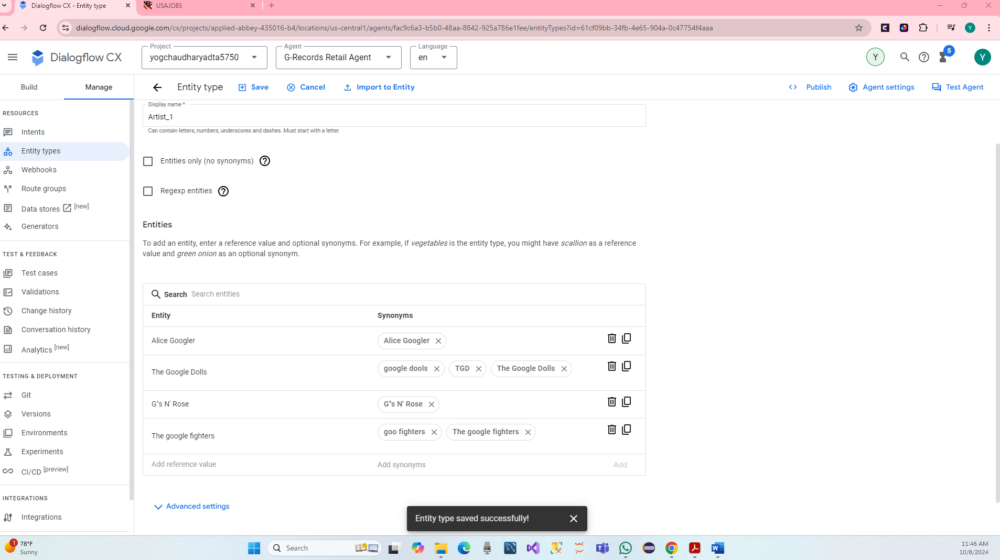 Dialogflow CX - Entity type
USAJOBS
dialogflow.cloud.google.com/cx/projects/applied-abbey-435016-b4/locations/us-central1/agents/fac9c6a3-b5b0-48aa-8842-925a786e1fee/entityTypes?id=61cf09bb-34fb-4e65-904a-0c47754f4aaa
Y
Dialogflow CX
Project
yogchaudharyadta5750
Agent
G-Records Retail Agent
Language
en
Y
5
Y
Build
Manage
Entity type
Save
Cancel
Import to Entity
Publish
Agent settings
Test Agent
RESOURCES
Intents
Entity types
Webhooks
Route groups
Data stores [new]
Generators
TEST & FEEDBACK
Test cases
Validations
Change history
Conversation history
Analytics [new]
TESTING & DEPLOYMENT
Git
Versions
Environments
Experiments
CI/CD [preview]
INTEGRATIONS
Integrations
Display name *
Artist_1
Can contain letters, numbers, underscores and dashes. Must start with a letter.
Entities only (no synonyms)
Regexp entities
Entities
To add an entity, enter a reference value and optional synonyms. For example, if vegetables is the entity type, you might have scallion as a reference
value and green onion as an optional synonym.
Search Search entities
Entity Synonyms
Alice Googler Alice Googler
The Google Dolls google dools TGD The Google Dolls
G"s N' Rose G"s N' Rose
The google fighters goo fighters The google fighters
Add reference value Add synonyms Add
Advanced settings
Entity type saved successfully!
1
78°F
Sunny
Search
11:46 AM
10/8/2024